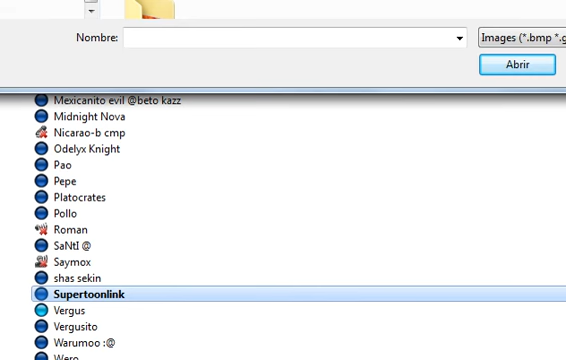 Nombre:
Images (*.bmp *.g
Abrir
Mexicanito evil @beto kazz
Midnight Nova
Nicarao-b cmp
Odelyx Knight
Pao
Pepe
Platocrates
Pollo
Roman
SaNtI @
Saymox
shas sekin
Supertoonlink
Vergus
Vergusito
Warumoo :@
Wero